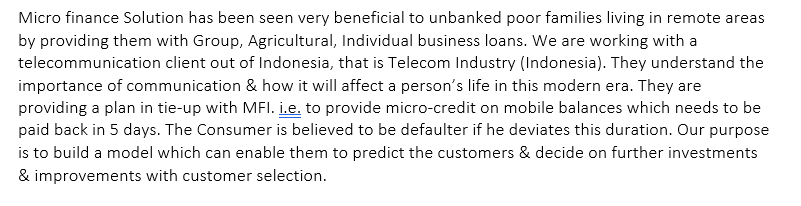 Micro finance Solution has been seen very beneficial to unbanked poor families living in remote areas
by providing them with Group, Agricultural, Individual business loans. We are working with a
telecommunication client out of Indonesia, that is Telecom Industry (Indonesia). They understand the
importance of communication & how it will affect a person's life in this modern era. They are
providing a plan in tie-up with MFI. i.e. to provide micro-credit on mobile balances which needs to be
paid back in 5 days. The Consumer is believed to be defaulter if he deviates this duration. Our purpose
is to build a model which can enable them to predict the customers & decide on further investments
& improvements with customer selection.